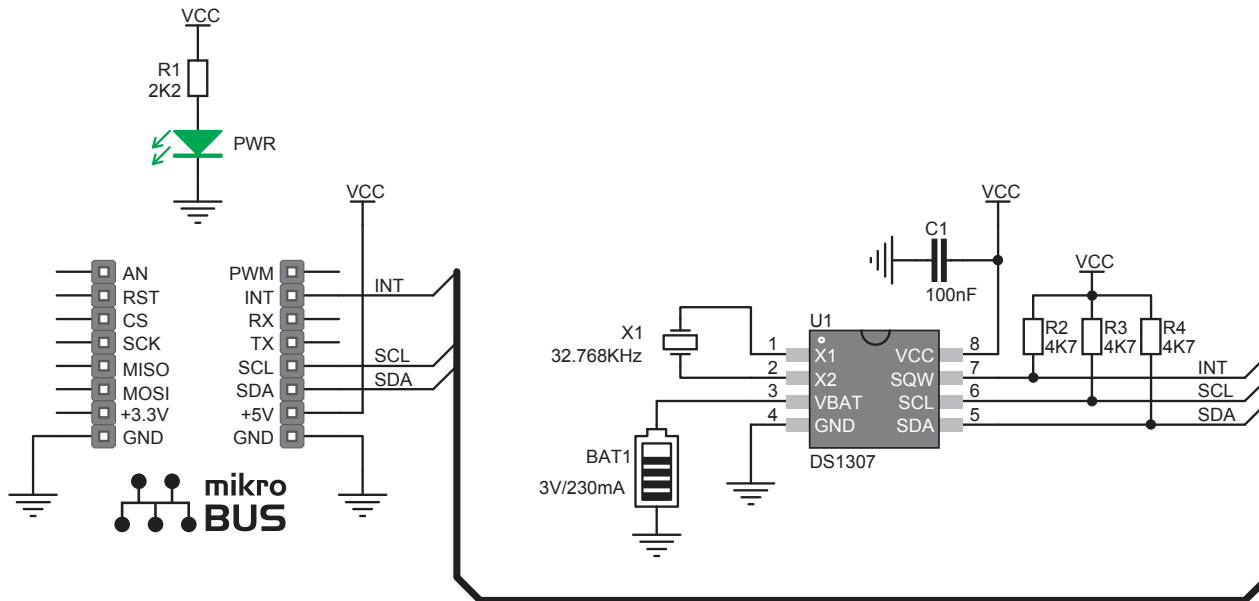 VCC
R1
2K2
PWR
VCC
AN
RST
CS
SCK
MISO
MOSI
+3.3V
GND
PWM
INT
RX
TX
SCL
SDA
+5V
GND
INT
SCL
SDA
mikro
BUS
VCC
C1
100nF
VCC
R2
4K7
R3
4K7
R4
4K7
X1
32.768KHz
U1
1
2
3
4
X1
X2
VBAT
GND
VCC
SQW
SCL
SDA
8
7
6
5
DS1307
INT
SCL
SDA
BAT1
3V/230mA